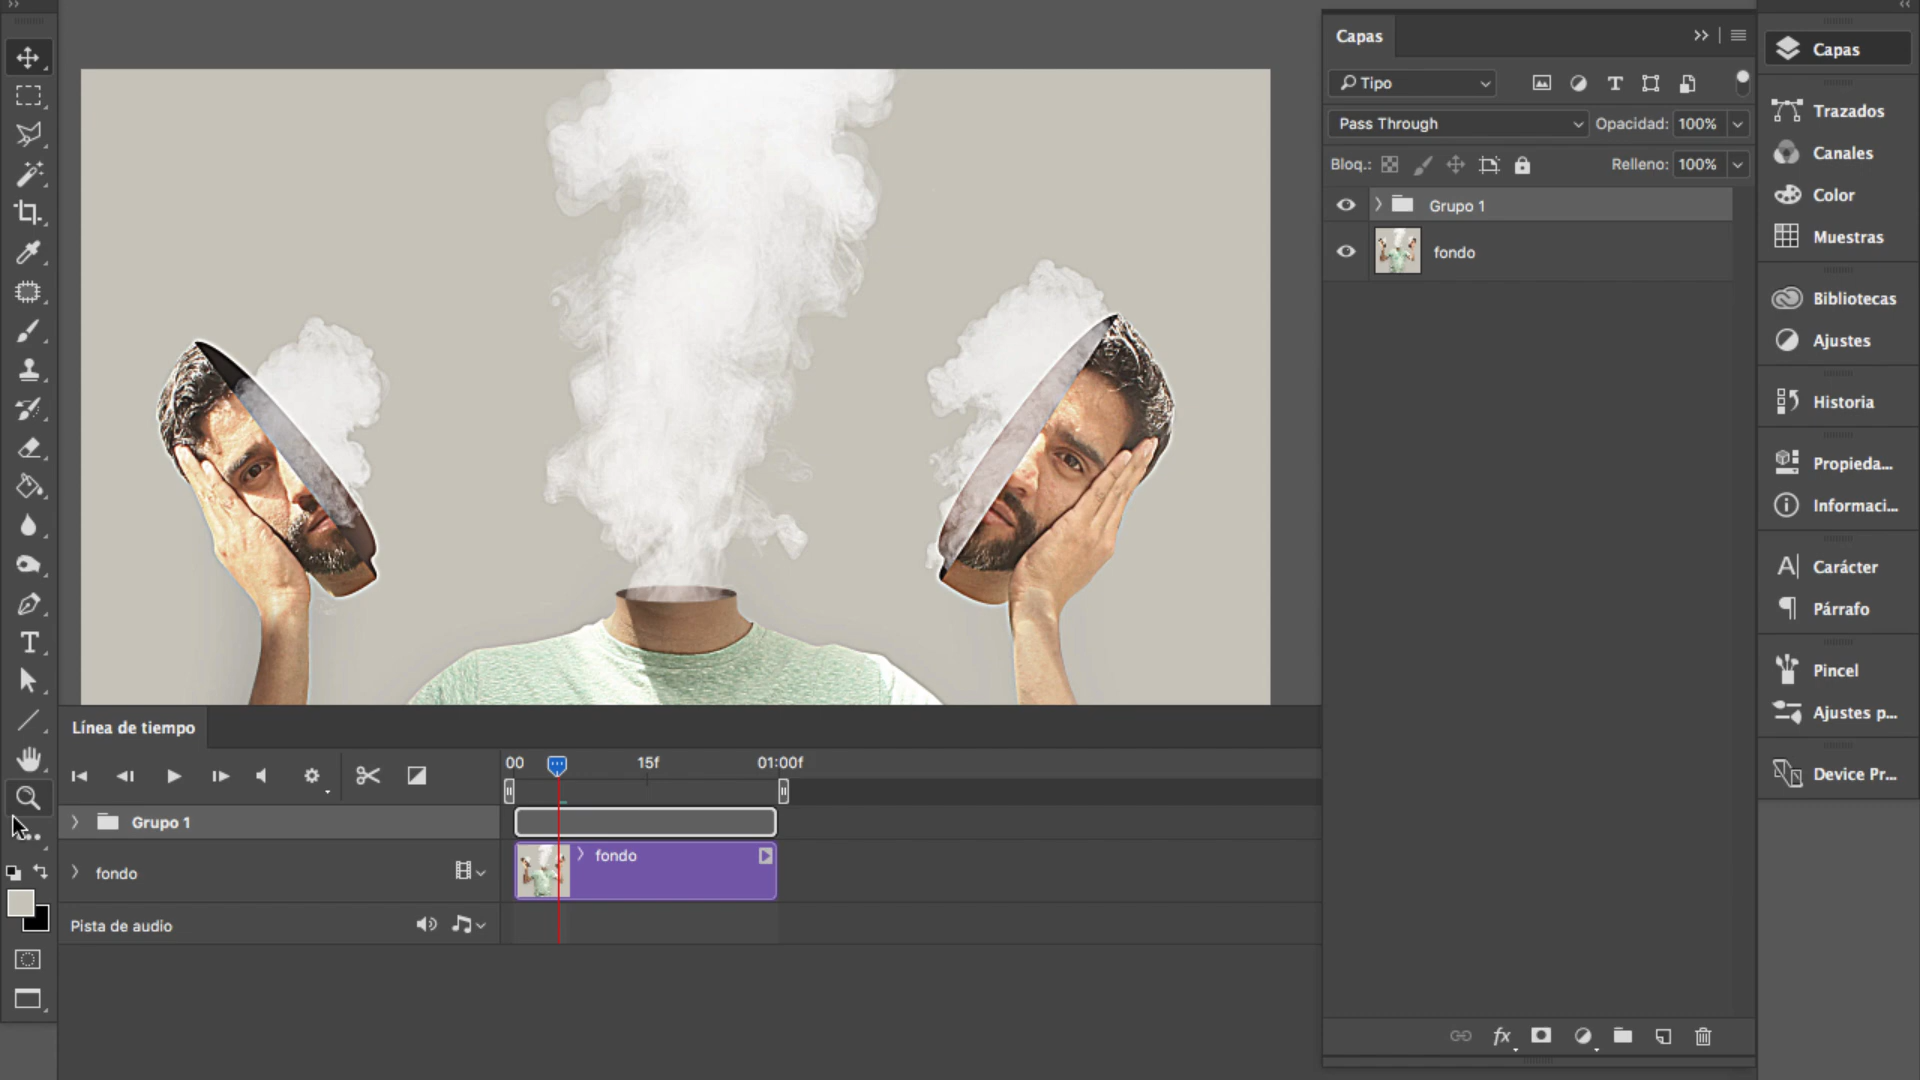 Capas
Tipo
Pass Through
Opacidad: 100%
Bloq.:
Relleno: 100%
Grupo 1
fondo
Capas
Trazados
Canales
Color
Muestras
Bibliotecas
Ajustes
Historia
Propieda...
Informaci...
Carácter
Párrafo
Pincel
Ajustes p...
Device Pr...
Línea de tiempo
00
15f
01:00f
Grupo 1
fondo
fondo
Pista de audio
fx